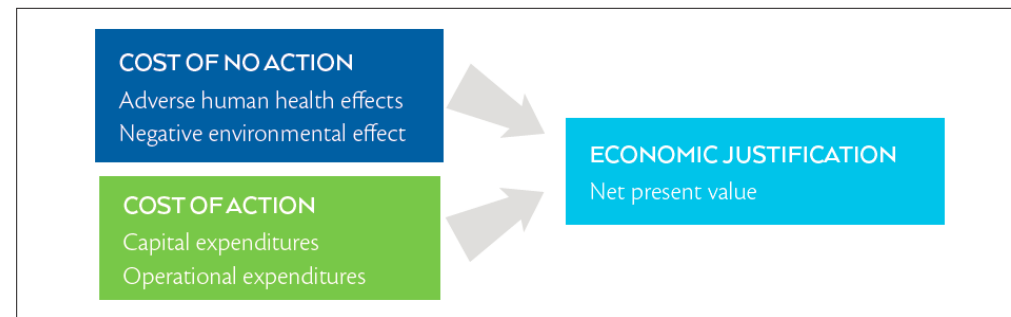 COST OF NO ACTION
Adverse human health effects
Negative environmental effect
COST OF ACTION
Capital expenditures
Operational expenditures
ECONOMIC JUSTIFICATION
Net present value